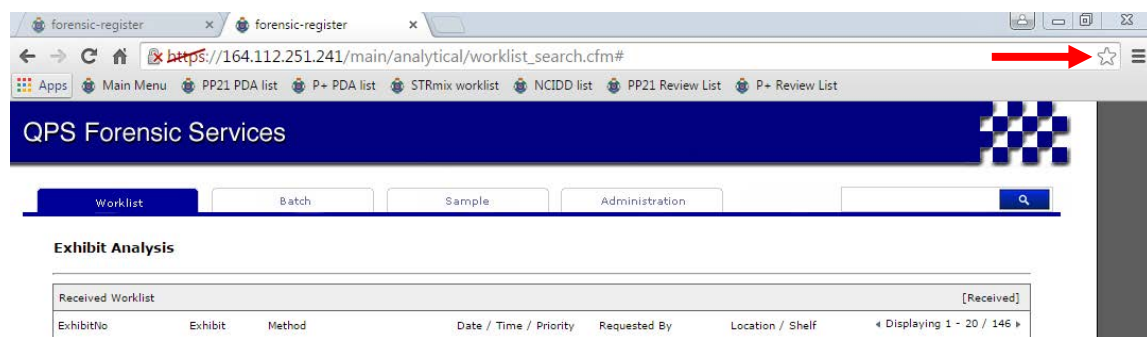 forensic-register forensic-register
https://164.112.251.241/main/analytical/worklist_search.cfm#
Apps Main Menu PP21 PDA list P+ PDA list STRmix worklist NCIDD list PP21 Review List P+ Review List
QPS Forensic Services
Worklist Batch Sample Administration
Exhibit Analysis
Received Worklist [Received]
ExhibitNo Exhibit Method Date / Time / Priority Requested By Location / Shelf Displaying 1 - 20 / 146